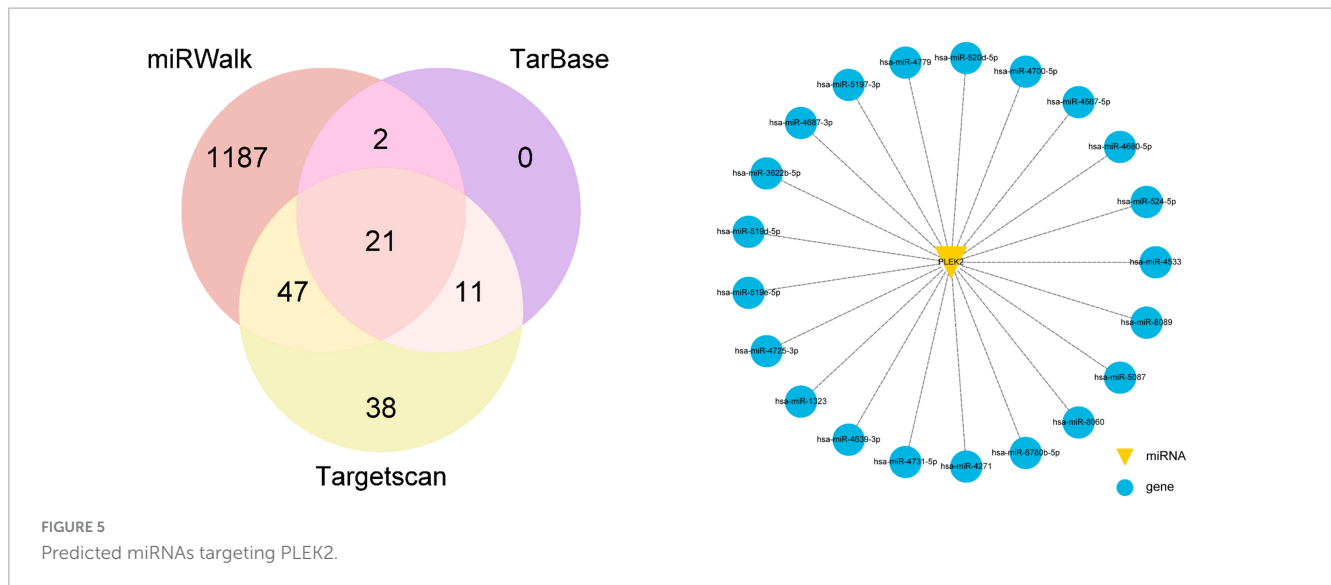 miRWalk
TarBase
1187
2
0
21
47
11
38
Targetscan
hsa-miR-520d-5p
hsa-miR-4779
hsa-miR-4700-5p
hsa-miR-5197-3p
hsa-miR-4667-5p
hsa-miR-4687-3p
hsa-miR-4680-5p
hsa-miR-3622b-5p
hsa-miR-524-5p
hsa-miR-519d-5p
PLEK2
hsa-miR-4533
hsa-miR-519e-5p
hsa-miR-8089
hsa-miR-4725-3p
hsa-miR-5087
hsa-miR-1323
hsa-miR-8060
hsa-miR-4639-3p
hsa-miR-6780b-5p
hsa-miR-4731-5p
hsa-miR-4271
miRNA
gene
FIGURE 5
Predicted miRNAs targeting PLEK2.